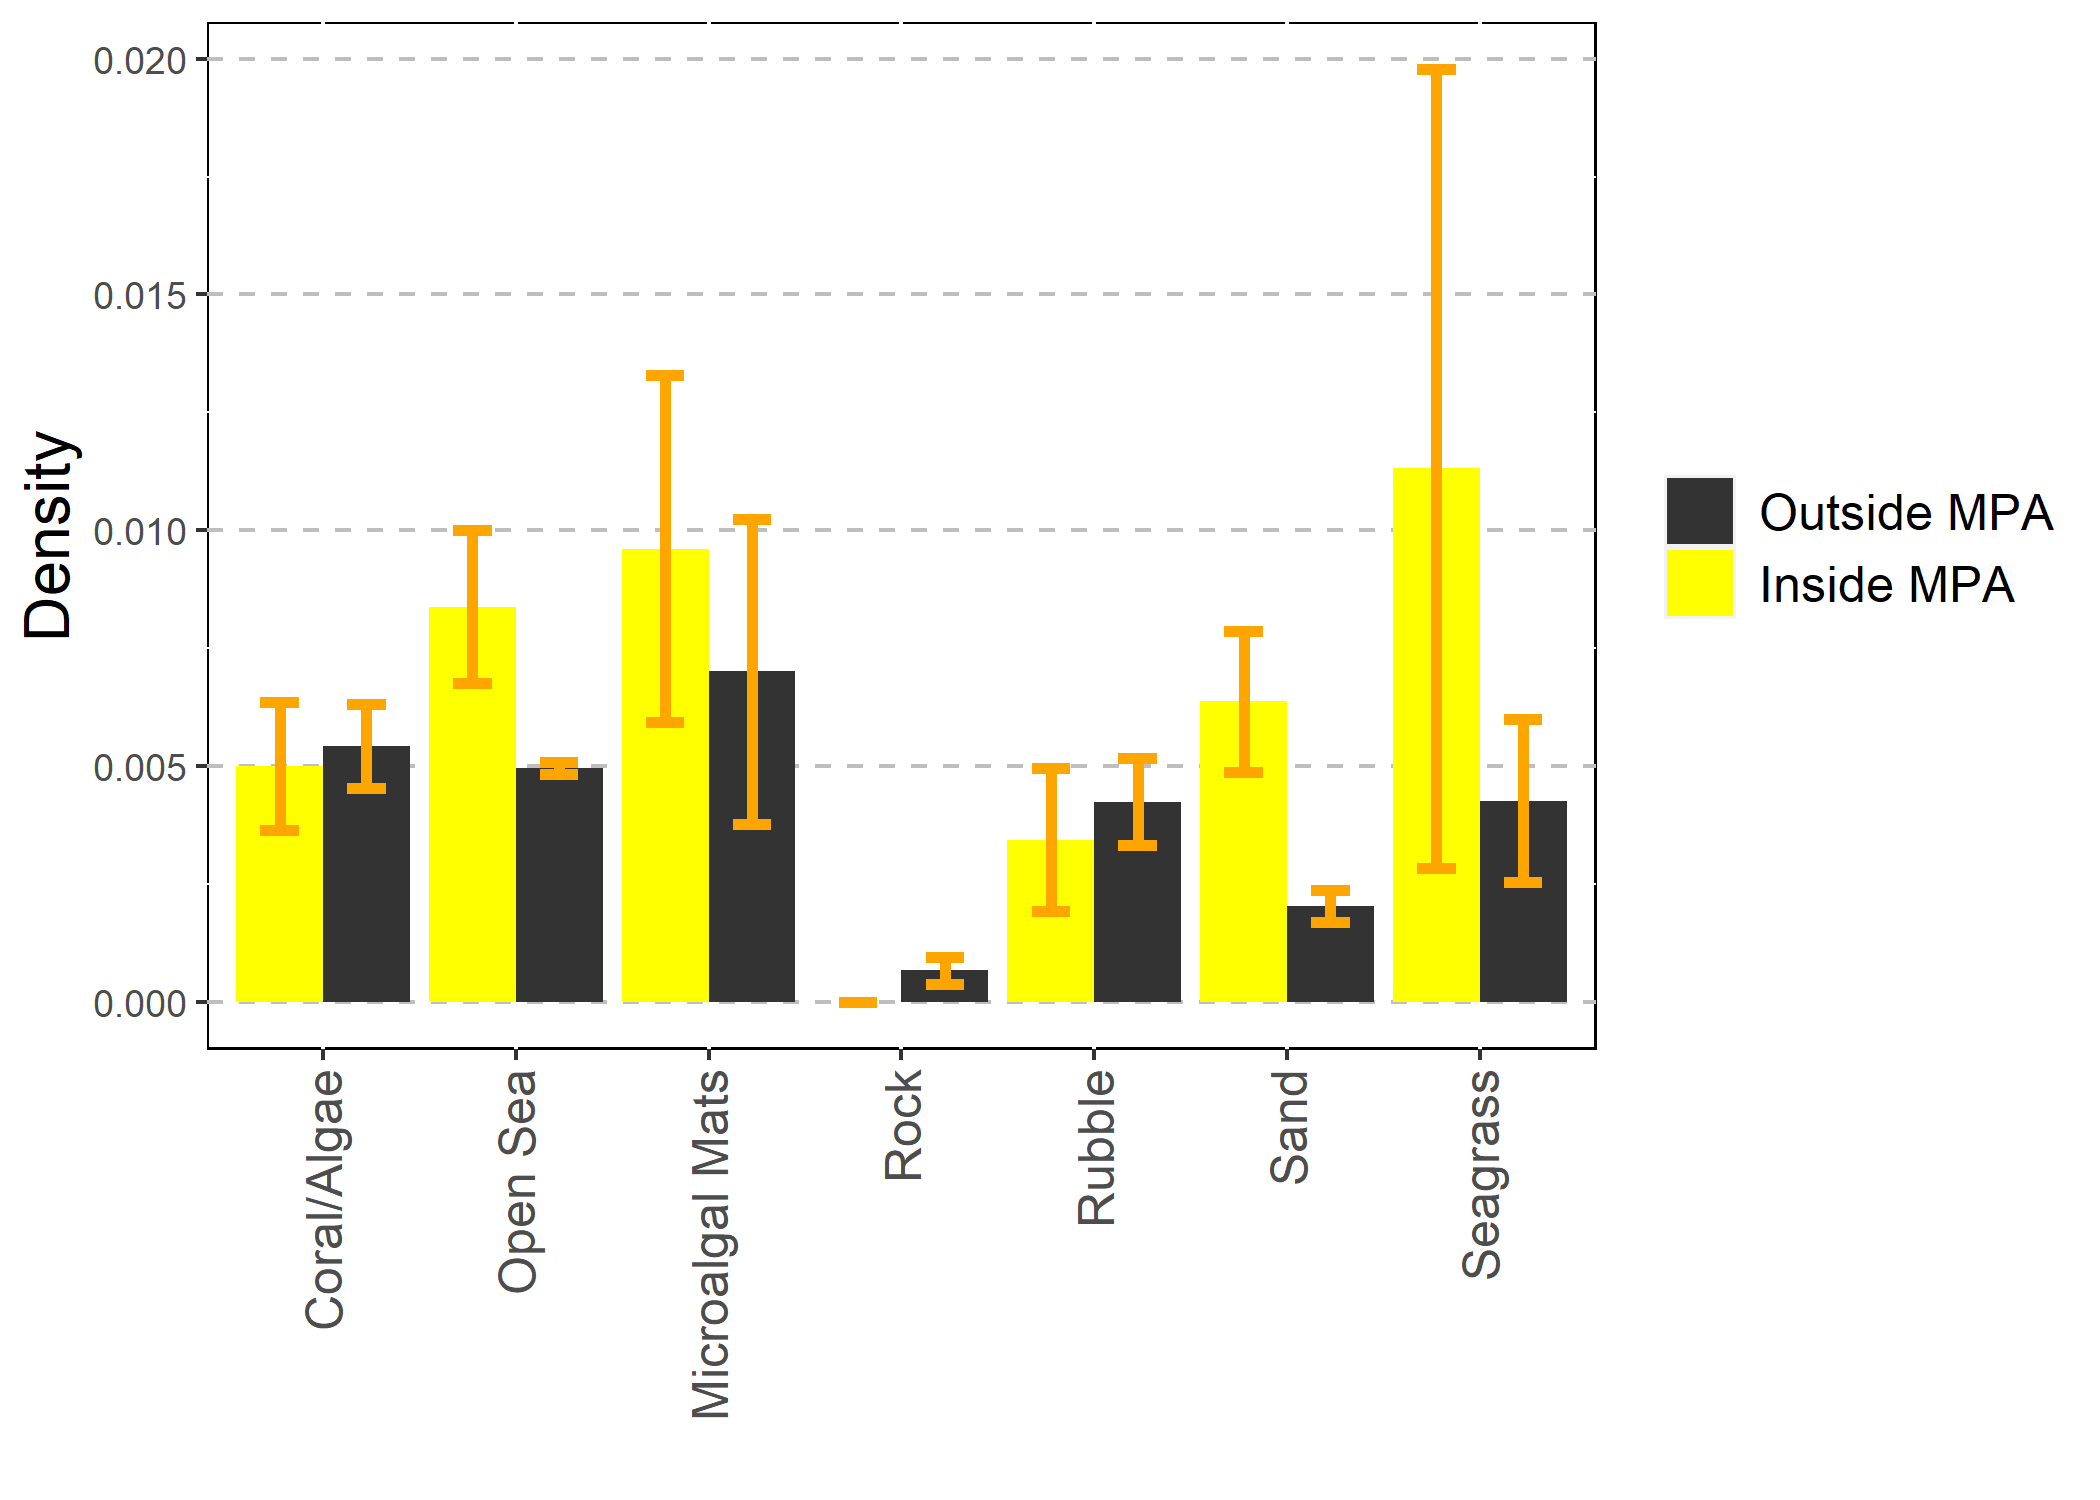 0.020
0.015
0.010
0.005
0.000
Density
Coral/Algae
Open Sea
Microalgal Mats
Rock
Rubble
Sand
Seagrass
Outside MPA
Inside MPA